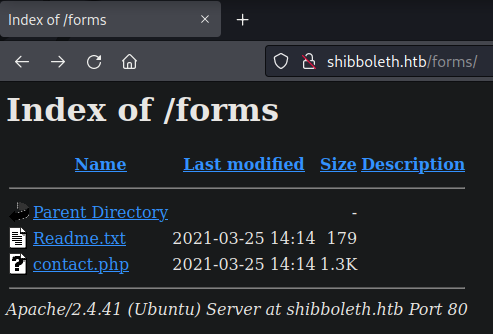 Index of /forms
shibboleth.htb/forms/
Index of /forms
Name Last modified Size Description
Parent Directory -
Readme.txt 2021-03-25 14:14 179
contact.php 2021-03-25 14:14 1.3K
Apache/2.4.41 (Ubuntu) Server at shibboleth.htb Port 80